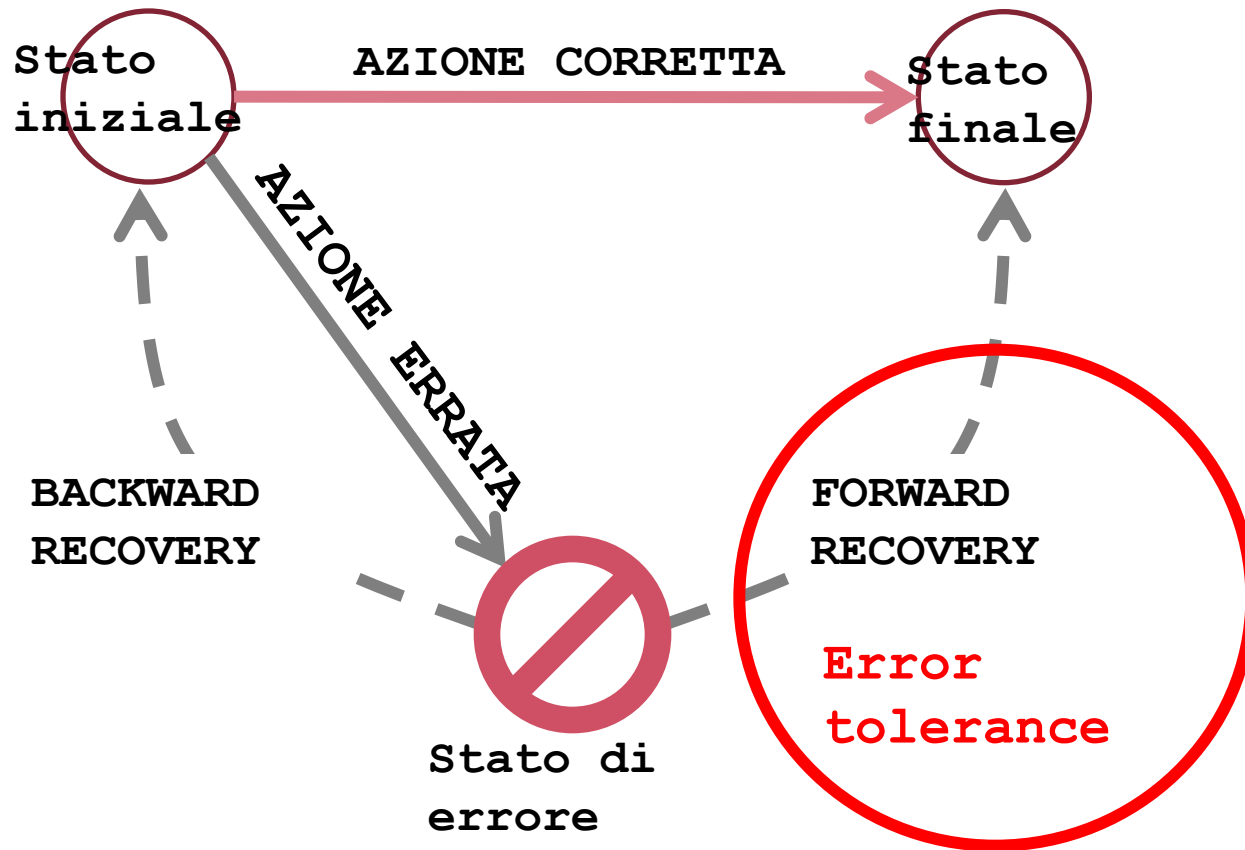 Stato
iniziale
AZIONE CORRETTA
Stato
finale
AZIONE ERRATA
BACKWARD
RECOVERY
FORWARD
RECOVERY
Error
tolerance
Stato di
errore